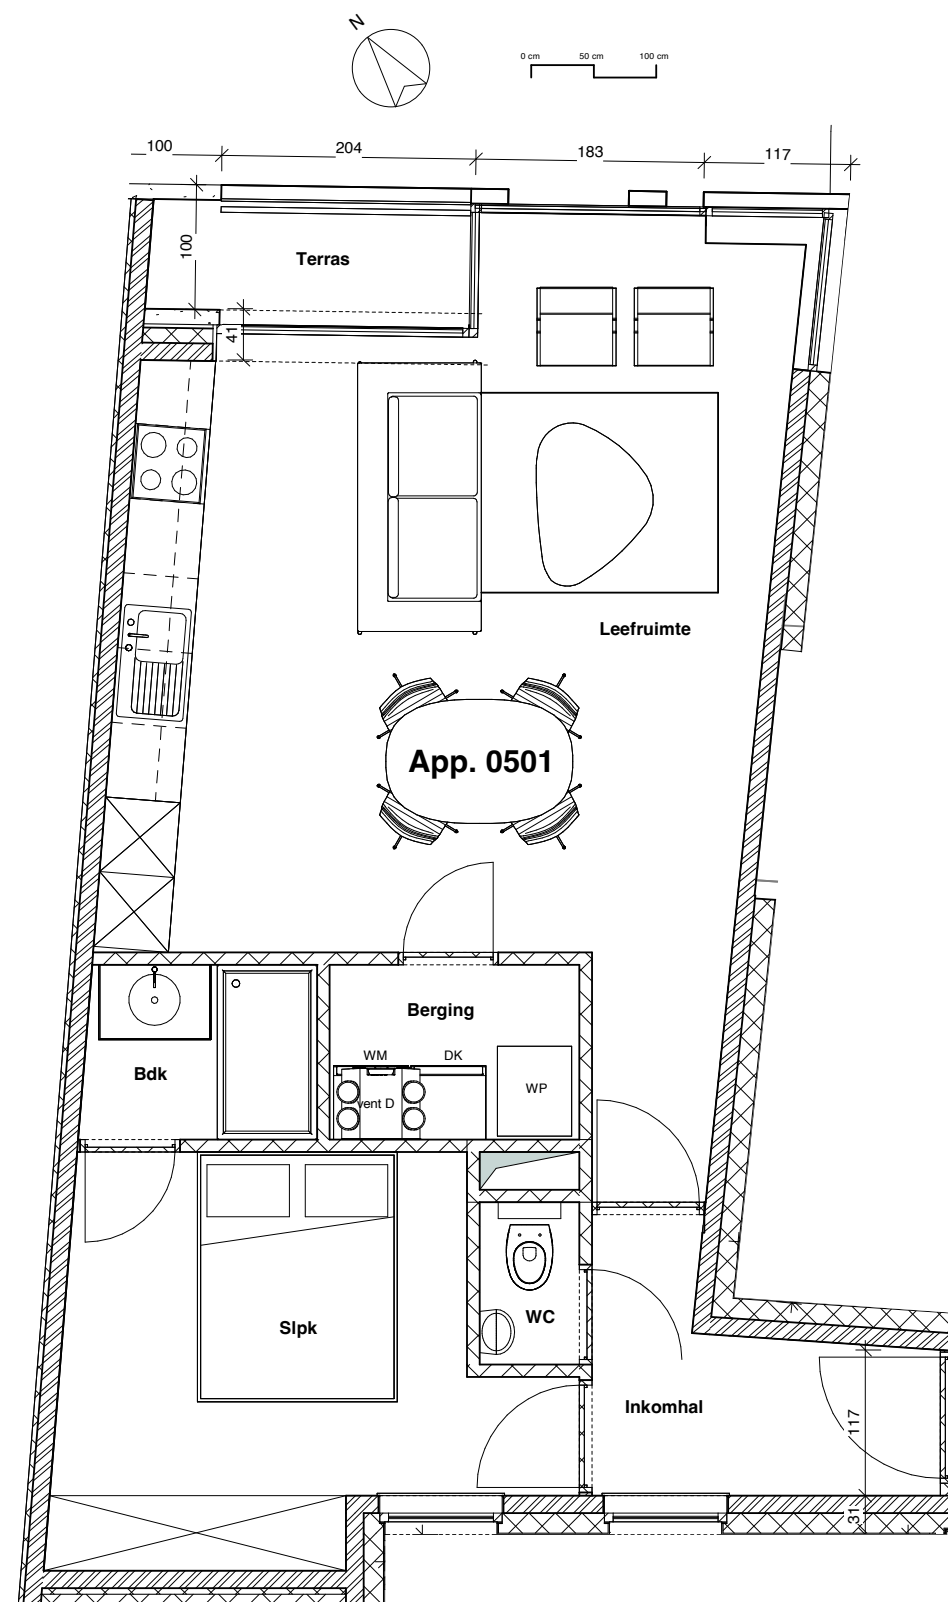 N
0 cm 50 cm 100 cm
100 204 183 117
100
Terras
41
Leefruimte
App. 0501
Berging
WM DK
Bdk
WP
vent D
WC
Slpk
Inkomhal
117
31